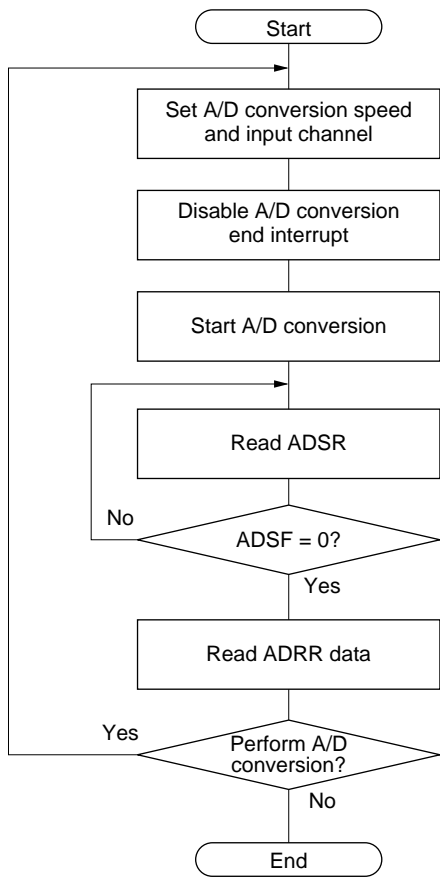 Start
Set A/D conversion speed
and input channel
Disable A/D conversion
end interrupt
Start A/D conversion
Read ADSR
No
ADSF = 0?
Yes
Read ADRR data
Yes
Perform A/D
conversion?
No
End